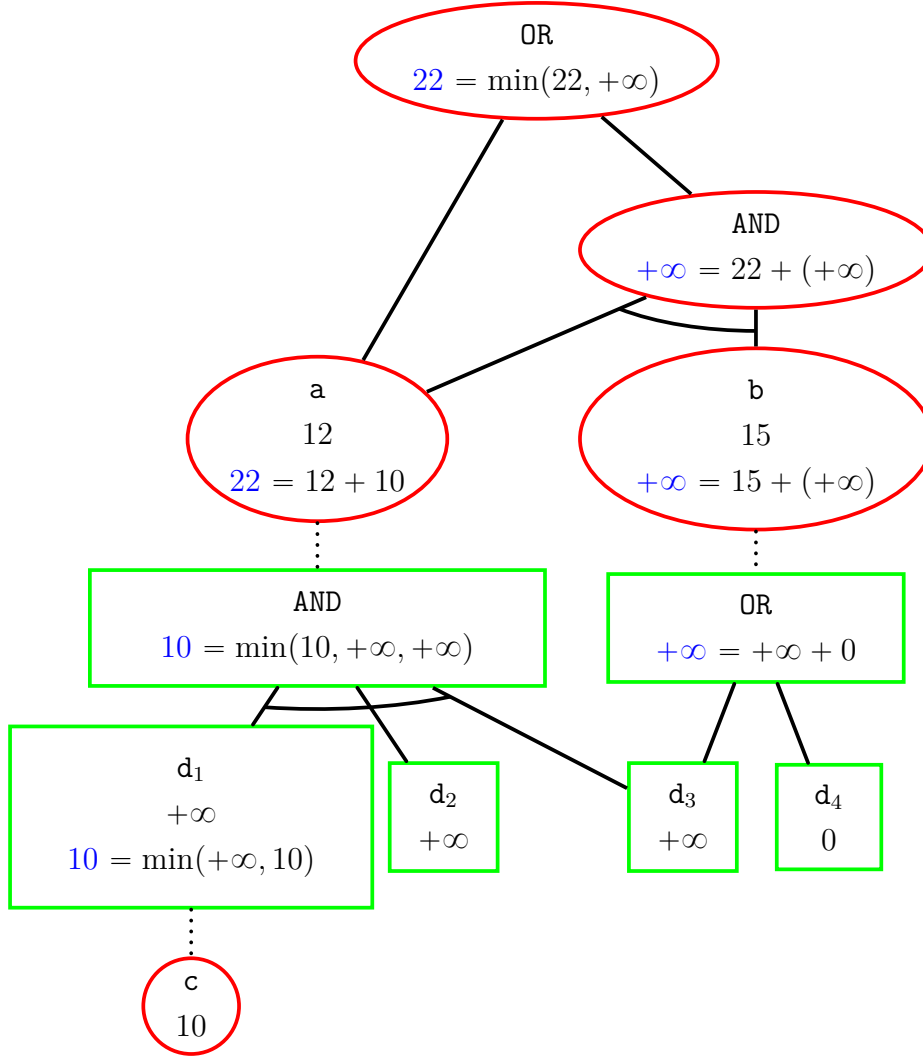 OR
22 = min(22, +∞)
AND
+∞ = 22 + (+∞)
a
12
22 = 12 + 10
b
15
+∞ = 15 + (+∞)
AND
10 = min(10, +∞, +∞)
OR
+∞ = +∞ + 0
d₁
+∞
10 = min(+∞, 10)
d₂
+∞
d₃
+∞
d₄
0
c
10